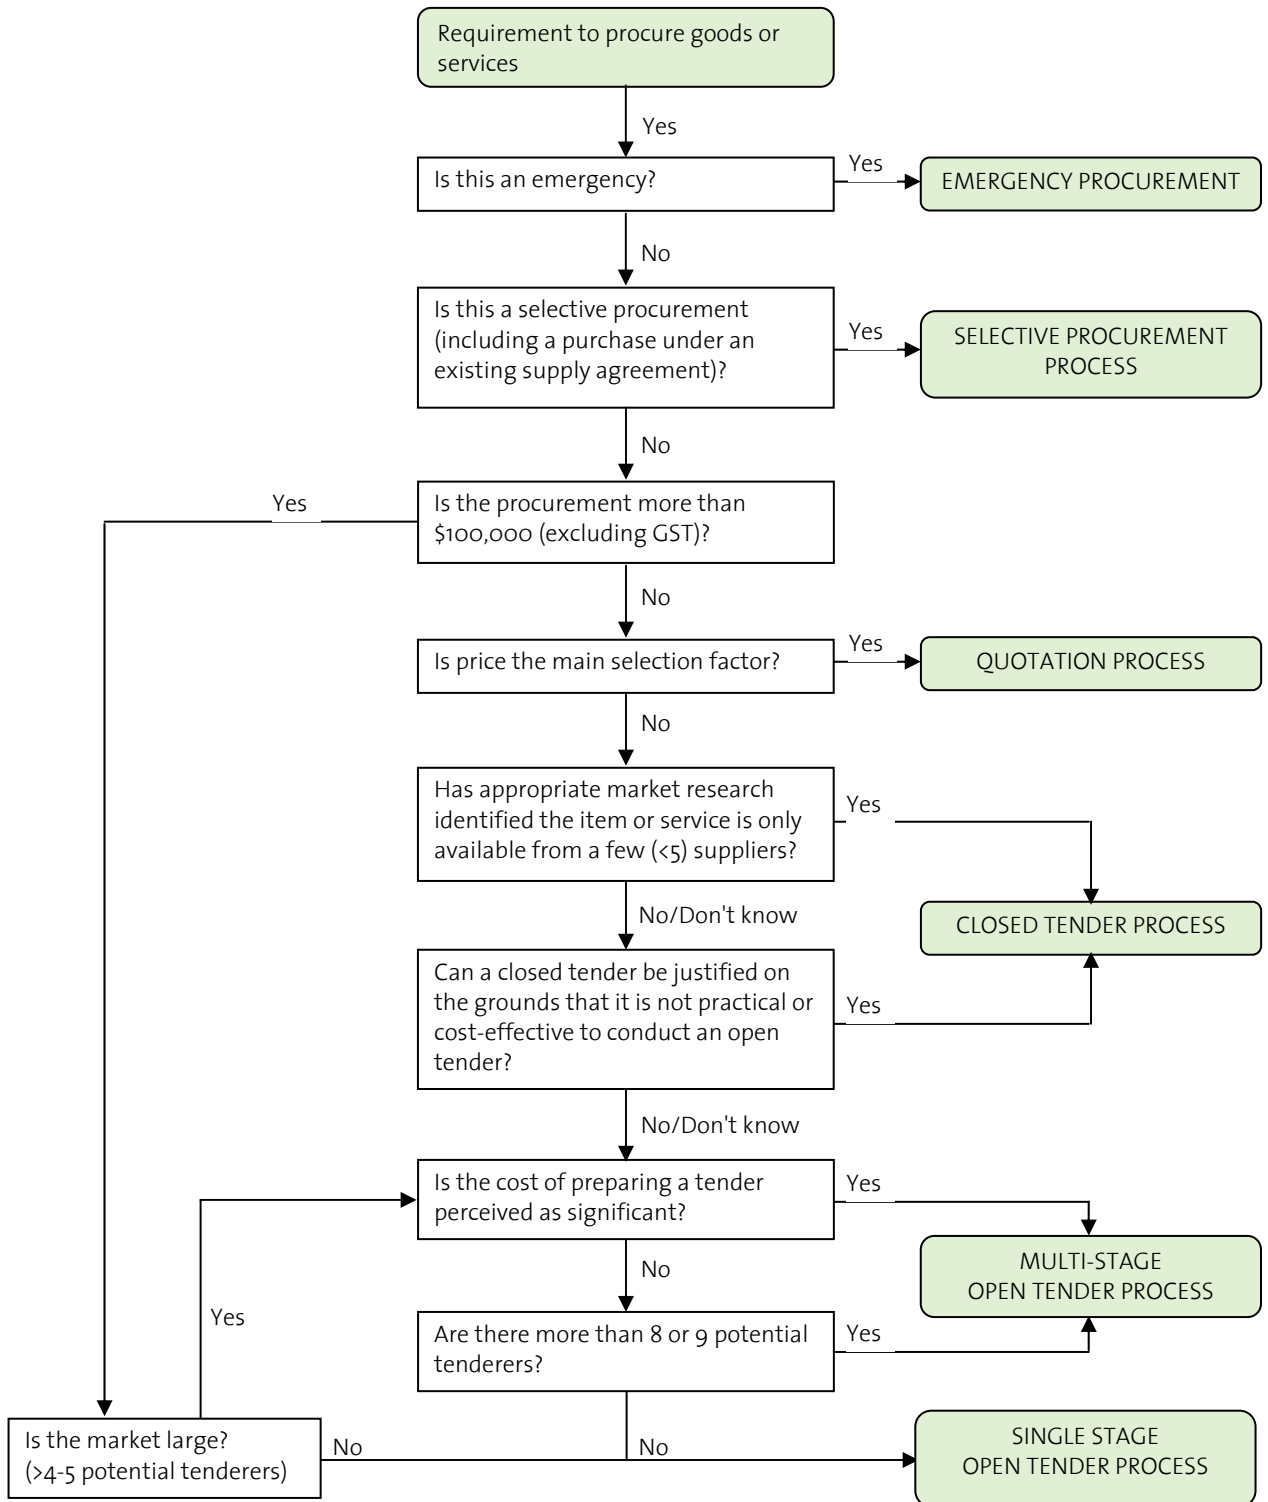 Requirement to procure goods or
services
Yes
Is this an emergency?
Yes
EMERGENCY PROCUREMENT
No
Is this a selective procurement
(including a purchase under an
existing supply agreement)?
Yes
SELECTIVE PROCUREMENT
PROCESS
No
Yes
Is the procurement more than
$100,000 (excluding GST)?
No
Is price the main selection factor?
Yes
QUOTATION PROCESS
No
Has appropriate market research
identified the item or service is only
available from a few (<5) suppliers?
Yes
No/Don't know
CLOSED TENDER PROCESS
Can a closed tender be justified on
the grounds that it is not practical or
cost-effective to conduct an open
tender?
Yes
No/Don't know
Is the cost of preparing a tender
perceived as significant?
Yes
MULTI-STAGE
OPEN TENDER PROCESS
No
Yes
Are there more than 8 or 9 potential
tenderers?
Yes
Is the market large?
(>4-5 potential tenderers)
No
No
SINGLE STAGE
OPEN TENDER PROCESS